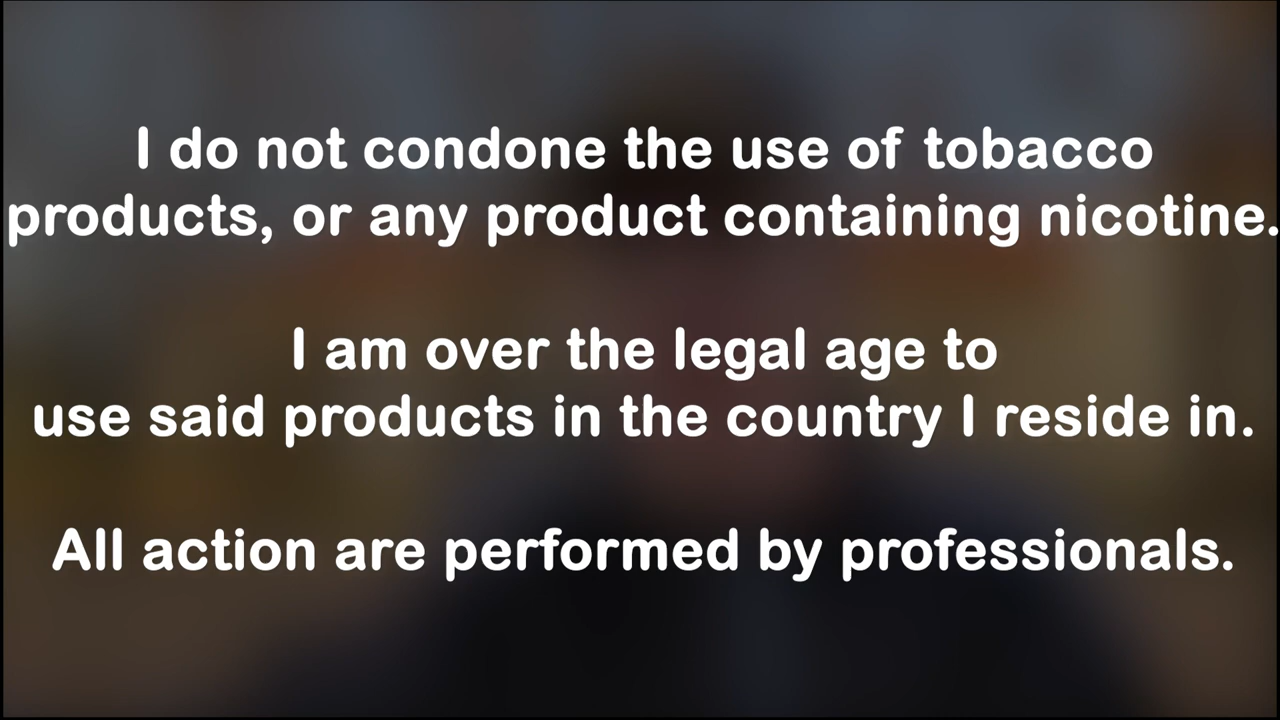 I do not condone the use of tobacco
products, or any product containing nicotine.
I am over the legal age to
use said products in the country I reside in.
All action are performed by professionals.